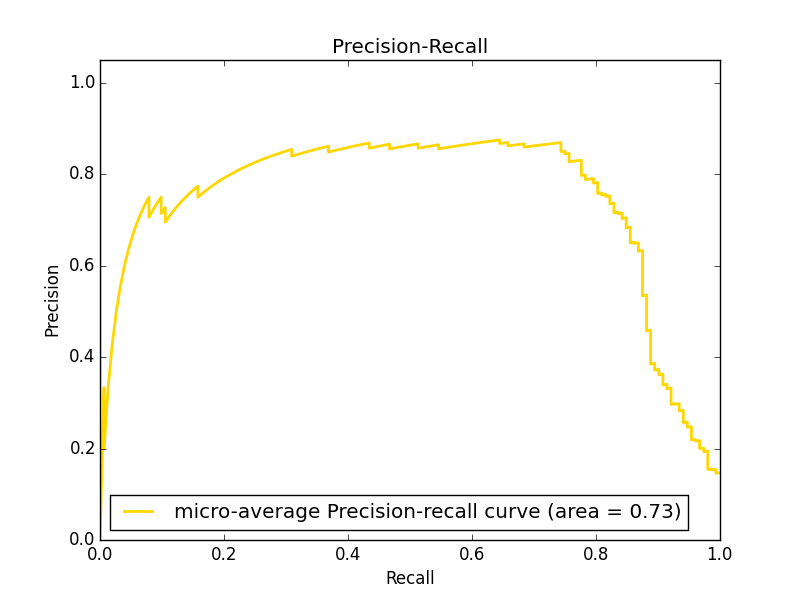 Precision-Recall
1.0
0.8
0.6
0.4
0.2
0.0
Precision
micro-average Precision-recall curve (area = 0.73)
0.0 0.2 0.4 0.6 0.8 1.0
Recall